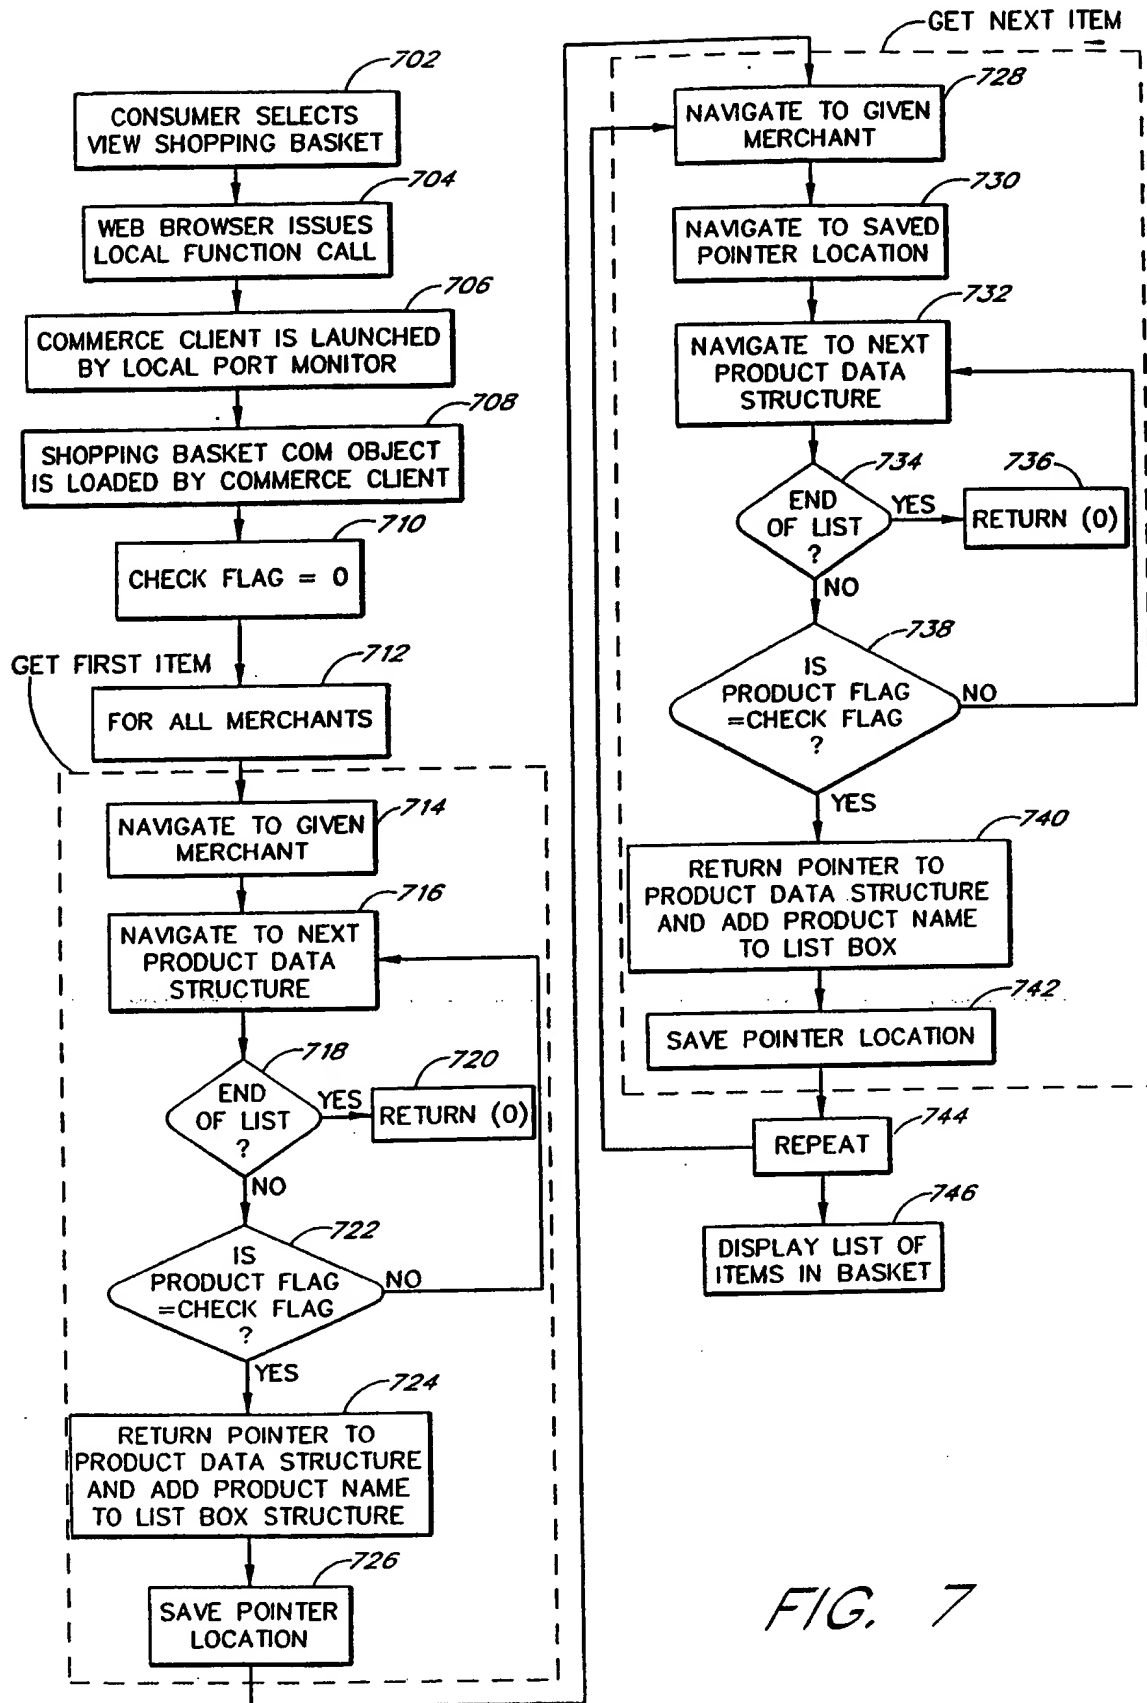 702
CONSUMER SELECTS
VIEW SHOPPING BASKET
704
WEB BROWSER ISSUES
LOCAL FUNCTION CALL
706
COMMERCE CLIENT IS LAUNCHED
BY LOCAL PORT MONITOR
708
SHOPPING BASKET COM OBJECT
IS LOADED BY COMMERCE CLIENT
710
CHECK FLAG = 0
GET FIRST ITEM
712
FOR ALL MERCHANTS
714
NAVIGATE TO GIVEN
MERCHANT
716
NAVIGATE TO NEXT
PRODUCT DATA
STRUCTURE
718
END
OF LIST
?
YES
720
RETURN (0)
NO
722
IS
PRODUCT FLAG
=CHECK FLAG
?
NO
YES
724
RETURN POINTER TO
PRODUCT DATA STRUCTURE
AND ADD PRODUCT NAME
TO LIST BOX STRUCTURE
726
SAVE POINTER
LOCATION
GET NEXT ITEM
728
NAVIGATE TO GIVEN
MERCHANT
730
NAVIGATE TO SAVED
POINTER LOCATION
732
NAVIGATE TO NEXT
PRODUCT DATA
STRUCTURE
734
END
OF LIST
?
YES
736
RETURN (0)
NO
738
IS
PRODUCT FLAG
=CHECK FLAG
?
NO
YES
740
RETURN POINTER TO
PRODUCT DATA STRUCTURE
AND ADD PRODUCT NAME
TO LIST BOX
742
SAVE POINTER LOCATION
744
REPEAT
746
DISPLAY LIST OF
ITEMS IN BASKET
FIG. 7